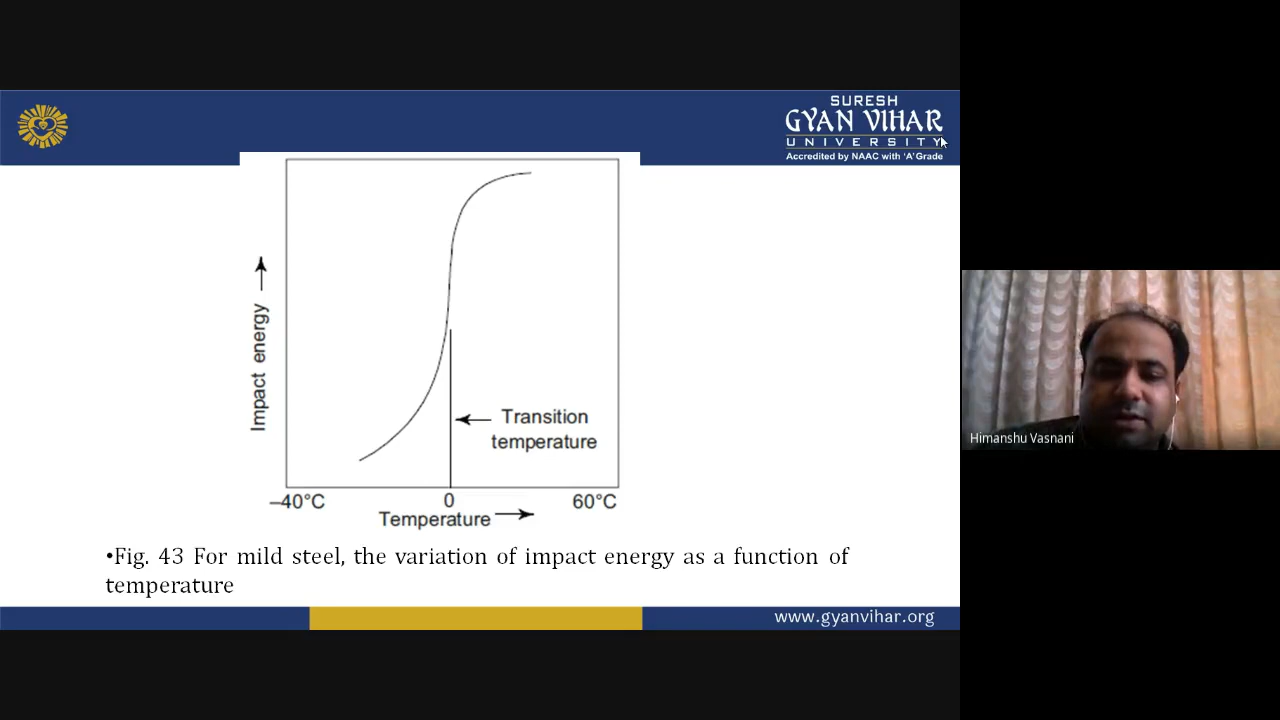 SURESH
GYAN VIHAR
UNIVERSITY
Accredited by NAAC with 'A' Grade
Impact energy
Transition
temperature
–40°C
0
60°C
Temperature
•Fig. 43 For mild steel, the variation of impact energy as a function of
temperature
www.gyanvihar.org
Himanshu Vasnani